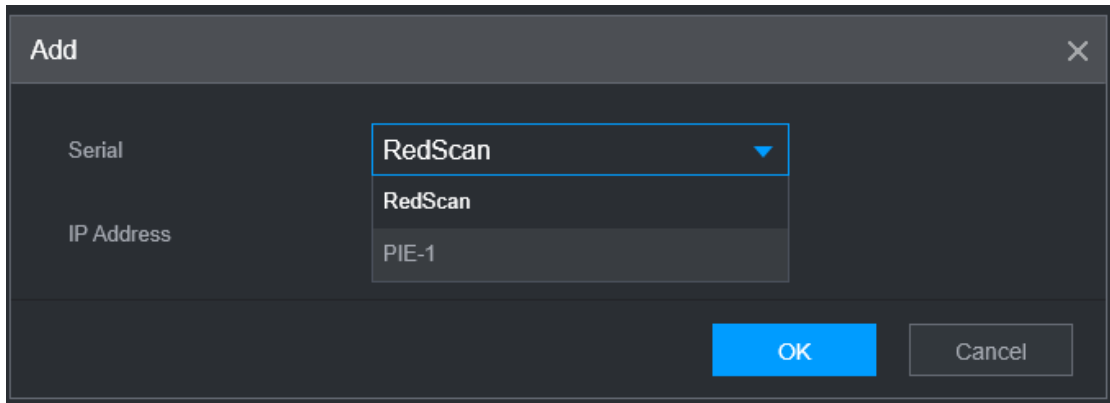 Add
Serial
RedScan
RedScan
IP Address
PIE-1
OK
Cancel